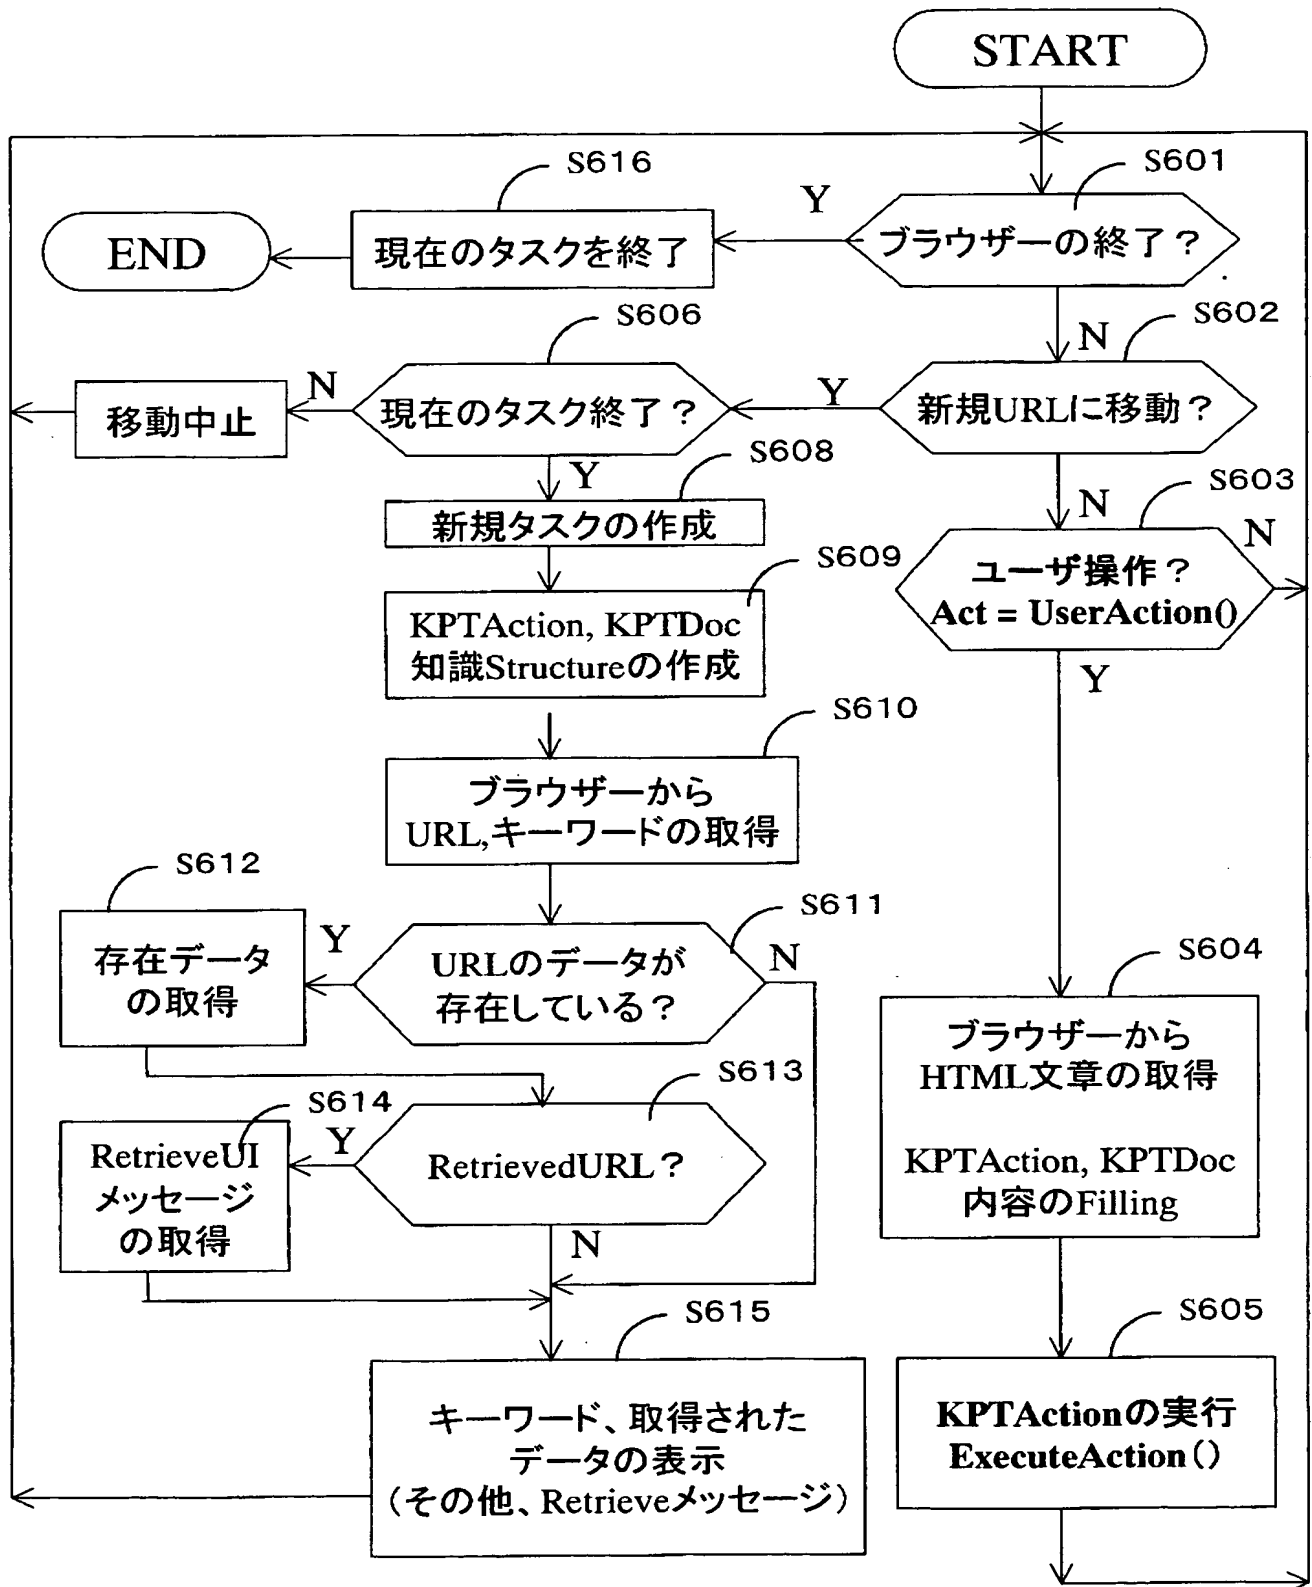 START
S616
S601
Y
END
現在のタスクを終了
ブラウザーの終了？
S606
S602
N
N
Y
移動中止
現在のタスク終了？
新規URLに移動？
S608
Y
S603
N
N
新規タスクの作成
S609
ユーザ操作？
Act = UserAction()
KPTAction, KPTDoc
知識Structureの作成
Y
S610
ブラウザーから
URL,キーワードの取得
S612
S611
Y
N
存在データ
の取得
URLのデータが
存在している？
S604
ブラウザーから
HTML文章の取得
KPTAction, KPTDoc
内容のFilling
S613
S614
Y
RetrieveUI
メッセージ
の取得
RetrievedURL？
N
S615
S605
キーワード、取得された
データの表示
（その他、Retrieveメッセージ）
KPTActionの実行
ExecuteAction（）